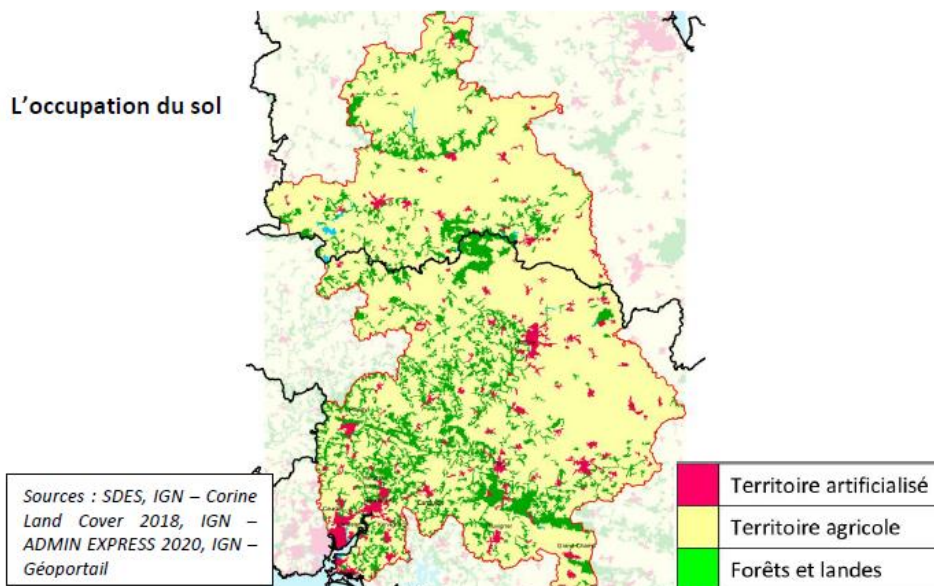 L'occupation du sol
Sources : SDES, IGN – Corine
Land Cover 2018, IGN –
ADMIN EXPRESS 2020, IGN –
Géoportail
Territoire artificialisé
Territoire agricole
Forêts et landes